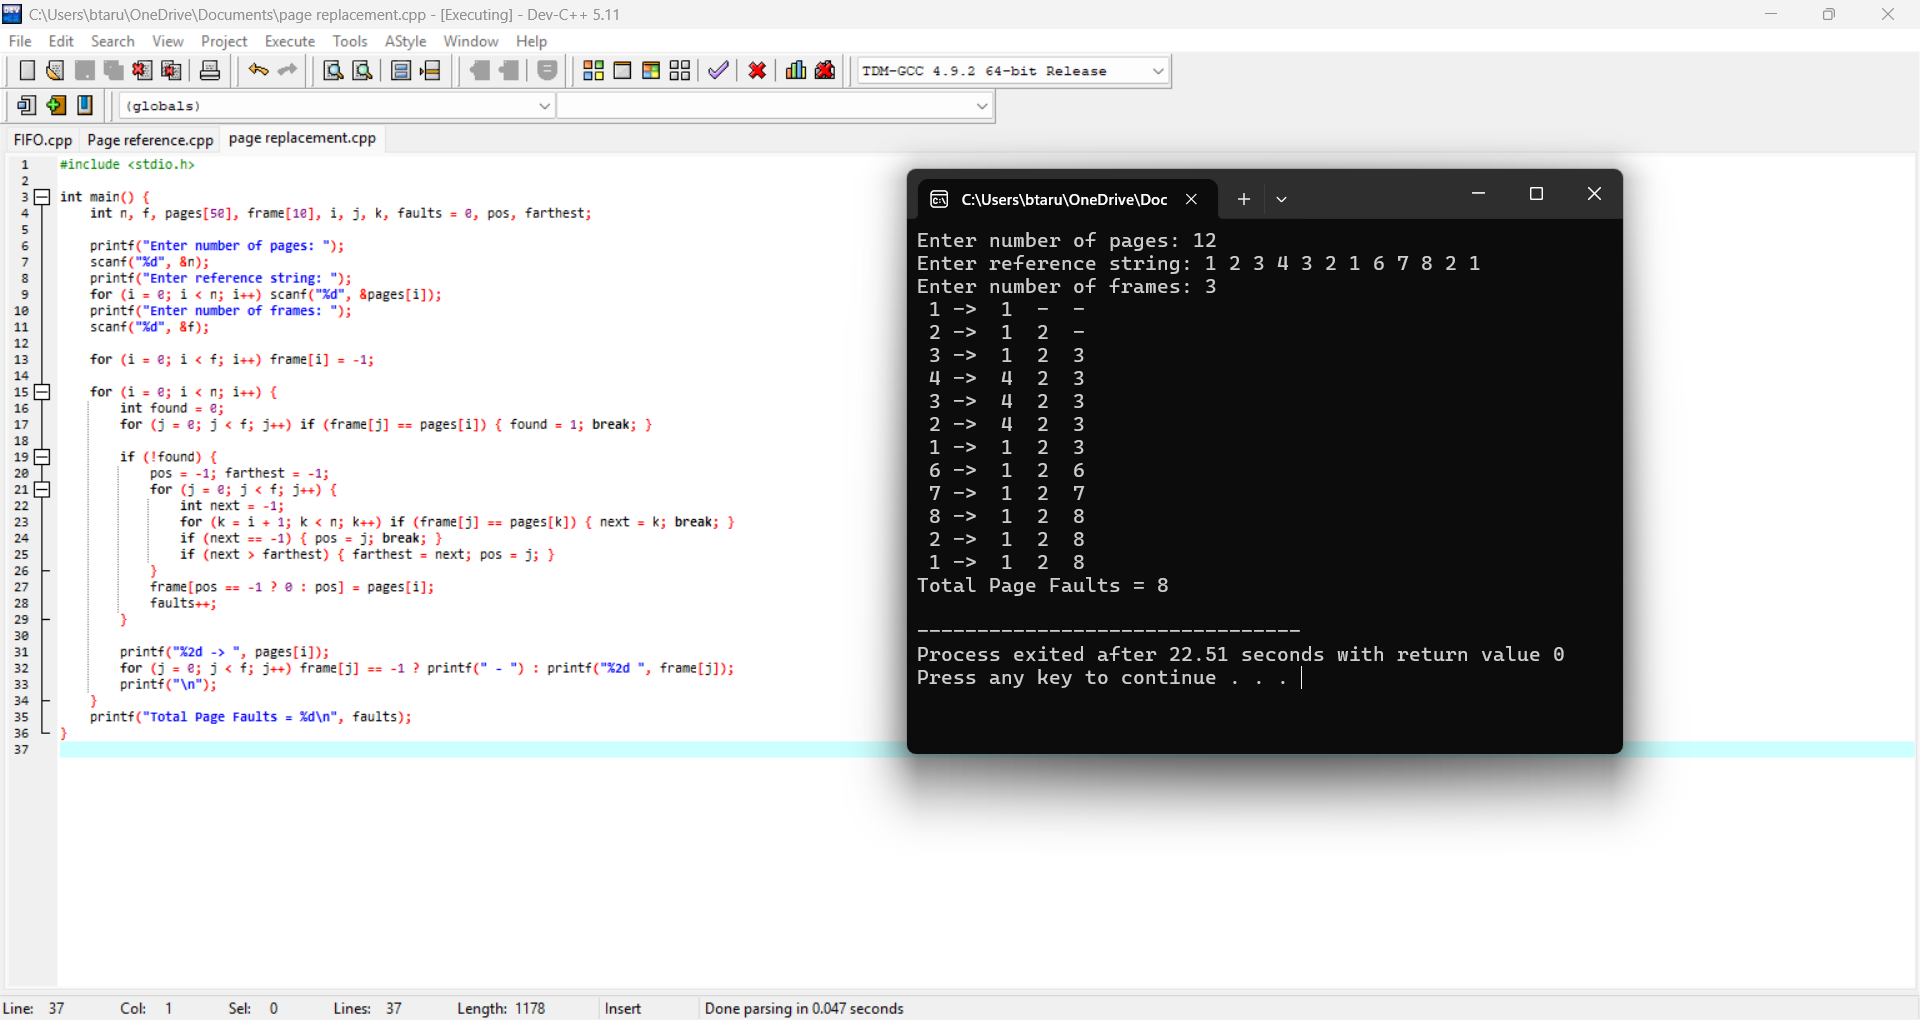 C:\Users\btaru\OneDrive\Documents\page replacement.cpp - [Executing] - Dev-C++ 5.11
File Edit Search View Project Execute Tools AStyle Window Help
TDM-GCC 4.9.2 64-bit Release
(globals)
FIFO.cpp Page reference.cpp page replacement.cpp
1 #include <stdio.h>
2
3 int main() {
4 int n, f, pages[50], frame[10], i, j, k, faults = 0, pos, farthest;
5
6 printf("Enter number of pages: ");
7 scanf("%d", &n);
8 printf("Enter reference string: ");
9 for (i = 0; i < n; i++) scanf("%d", &pages[i]);
10 printf("Enter number of frames: ");
11 scanf("%d", &f);
12
13 for (i = 0; i < f; i++) frame[i] = -1;
14
15 for (i = 0; i < n; i++) {
16 int found = 0;
17 for (j = 0; j < f; j++) if (frame[j] == pages[i]) { found = 1; break; }
18
19 if (!found) {
20 pos = -1; farthest = -1;
21 for (j = 0; j < f; j++) {
22 int next = -1;
23 for (k = i + 1; k < n; k++) if (frame[j] == pages[k]) { next = k; break; }
24 if (next == -1) { pos = j; break; }
25 if (next > farthest) { farthest = next; pos = j; }
26 }
27 frame[pos == -1 ? 0 : pos] = pages[i];
28 faults++;
29 }
30
31 printf("%2d -> ", pages[i]);
32 for (j = 0; j < f; j++) frame[j] == -1 ? printf(" - ") : printf("%2d ", frame[j]);
33 printf("\n");
34 }
35 printf("Total Page Faults = %d\n", faults);
36 }
37
C:\Users\btaru\OneDrive\Doc
Enter number of pages: 12
Enter reference string: 1 2 3 4 3 2 1 6 7 8 2 1
Enter number of frames: 3
1 -> 1 - -
2 -> 1 2 -
3 -> 1 2 3
4 -> 4 2 3
3 -> 4 2 3
2 -> 4 2 3
1 -> 1 2 3
6 -> 1 2 6
7 -> 1 2 7
8 -> 1 2 8
2 -> 1 2 8
1 -> 1 2 8
Total Page Faults = 8
--------------------------------
Process exited after 22.51 seconds with return value 0
Press any key to continue . . .
Line: 37 Col: 1 Sel: 0 Lines: 37 Length: 1178 Insert Done parsing in 0.047 seconds